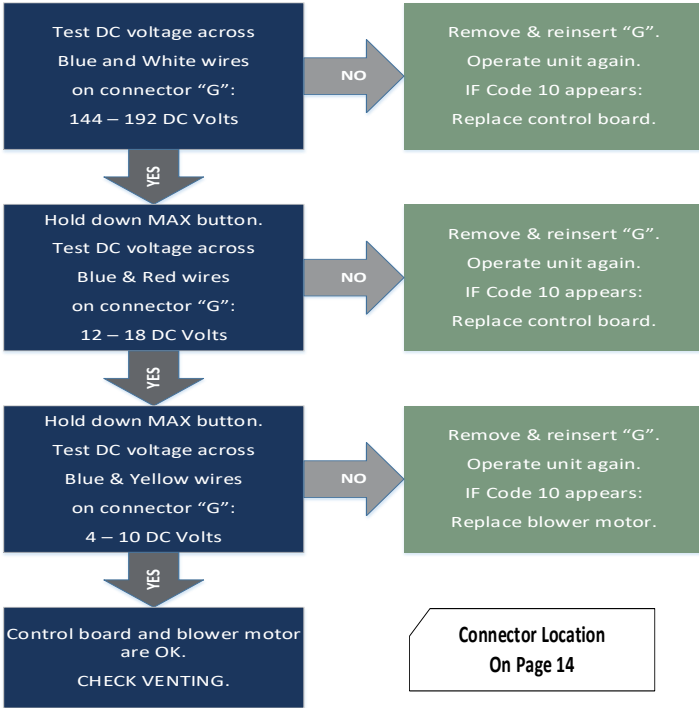 Test DC voltage across
Blue and White wires
on connector “G”:
144 – 192 DC Volts
NO
Remove & reinsert “G”.
Operate unit again.
IF Code 10 appears:
Replace control board.
YES
Hold down MAX button.
Test DC voltage across
Blue & Red wires
on connector “G”:
12 – 18 DC Volts
NO
Remove & reinsert “G”.
Operate unit again.
IF Code 10 appears:
Replace control board.
YES
Hold down MAX button.
Test DC voltage across
Blue & Yellow wires
on connector “G”:
4 – 10 DC Volts
NO
Remove & reinsert “G”.
Operate unit again.
IF Code 10 appears:
Replace blower motor.
YES
Control board and blower motor
are OK.
CHECK VENTING.
Connector Location
On Page 14